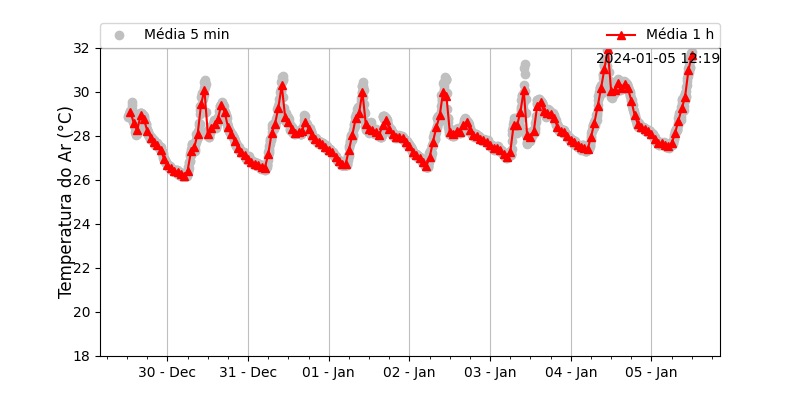 Média 5 min
Média 1 h
2024-01-05 12:19
Temperatura do Ar (°C)
32
30
28
26
24
22
20
18
30 - Dec
31 - Dec
01 - Jan
02 - Jan
03 - Jan
04 - Jan
05 - Jan